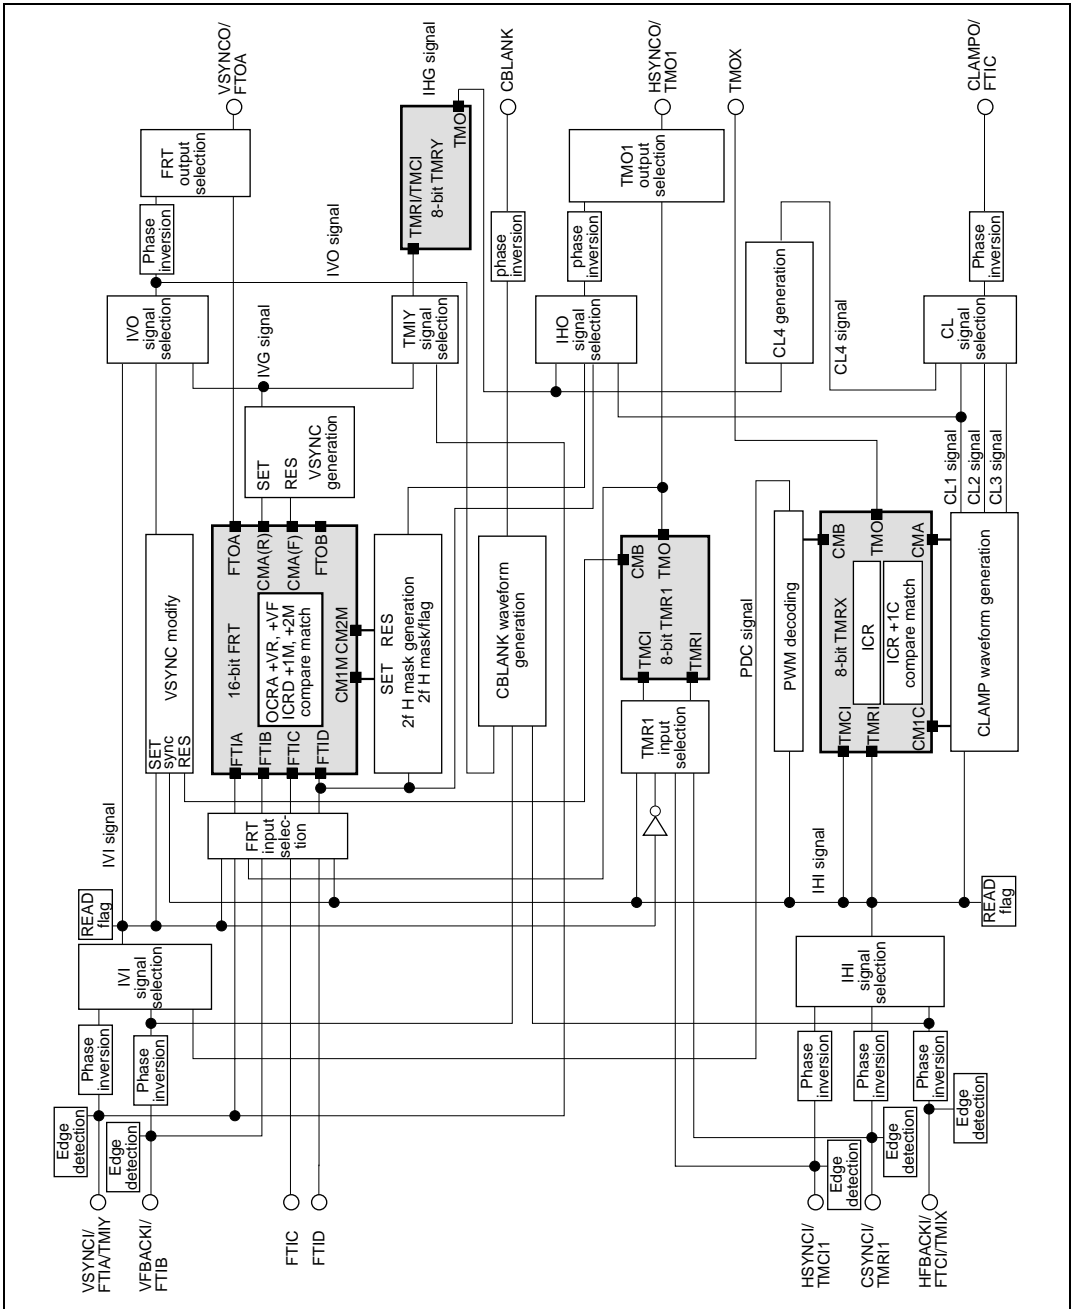 VSYNCO/
FTOA
IHG signal
CBLANK
HSYNCO/
TMO1
TMOX
CLAMPO/
FTIC
FRT
output
selection
TMO
TMRI/TMCI
8-bit TMRY
TMO1
output
selection
Phase
inversion
IVO signal
phase
inversion
phase
inversion
Phase
inversion
IVO
signal
selection
TMIY
signal
selection
IHO
signal
selection
CL4 generation
CL
signal
selection
IVG signal
CL4 signal
SET
RES
VSYNC
generation
CL1 signal
CL2 signal
CL3 signal
VSYNC modify
SET
sync
RES
16-bit FRT
FTOA
CMA(R)
CMA(F)
FTOB
OCRA +VR, +VF
ICRD +1M, +2M
compare match
CM1M CM2M
FTIA
FTIB
FTIC
FTID
SET RES
2f H mask generation
2f H mask/flag
CBLANK waveform
generation
CMB
TMO
8-bit TMR1
TMCI
TMRI
TMR1
input
selection
PDC signal
PWM decoding
CMB
TMO
CMA
8-bit TMRX
ICR
ICR +1C
compare match
TMCI
TMRI
CM1C
CLAMP waveform generation
IVI signal
FRT
input
selec-
tion
IHI signal
READ
flag
READ
flag
IVI
signal
selection
IHI
signal
selection
Phase
inversion
Phase
inversion
Phase
inversion
Phase
inversion
Phase
inversion
Edge
detection
Edge
detection
Edge
detection
Edge
detection
Edge
detection
VSYNCI/
FTIA/TMIY
VFBACKI/
FTIB
FTIC
FTID
HSYNCI/
TMCI1
CSYNCI/
TMRI1
HFBACKI/
FTCI/TMIX